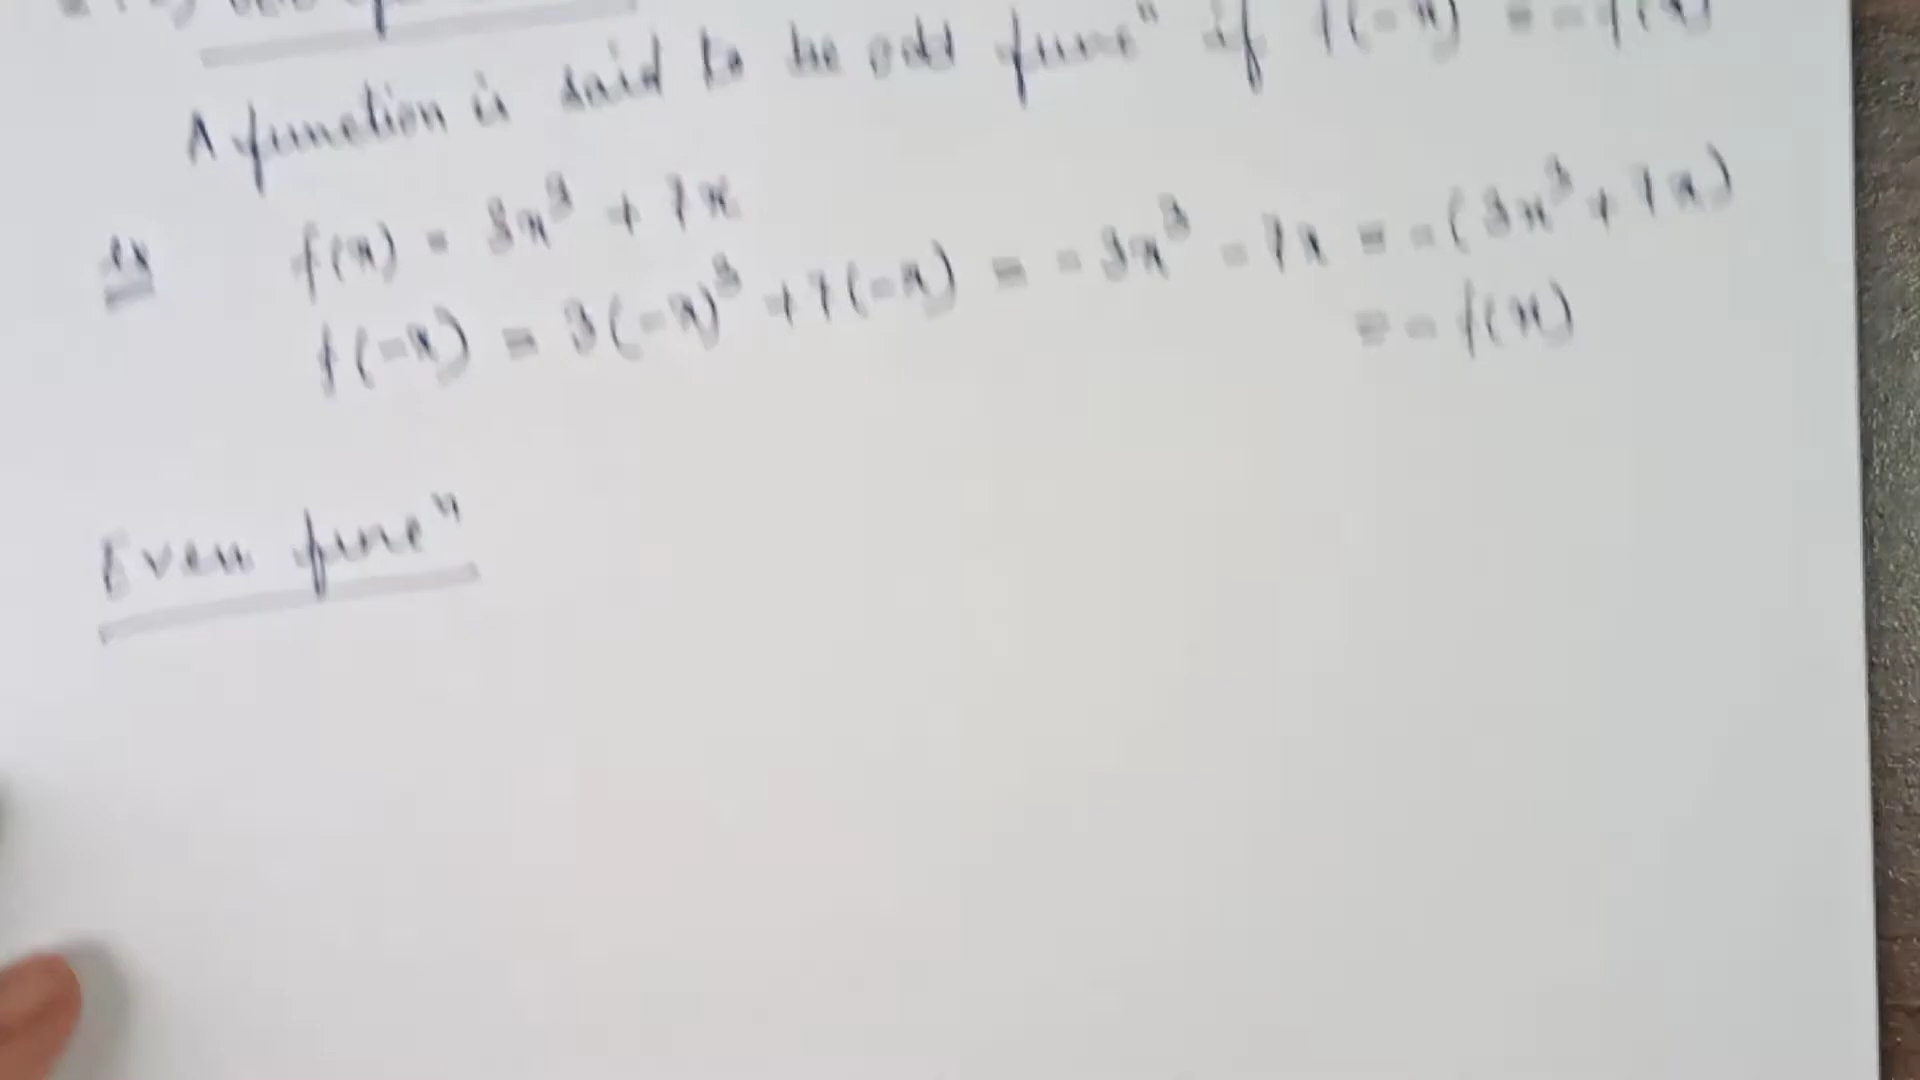 A function is said to be odd funcⁿ if f(-x) = -f(x)
Ex f(x) = 3x³ + 7x
f(-x) = 3(-x)³ + 7(-x) = -3x³ - 7x = -(3x³ + 7x)
= - f(x)
Even funcⁿ